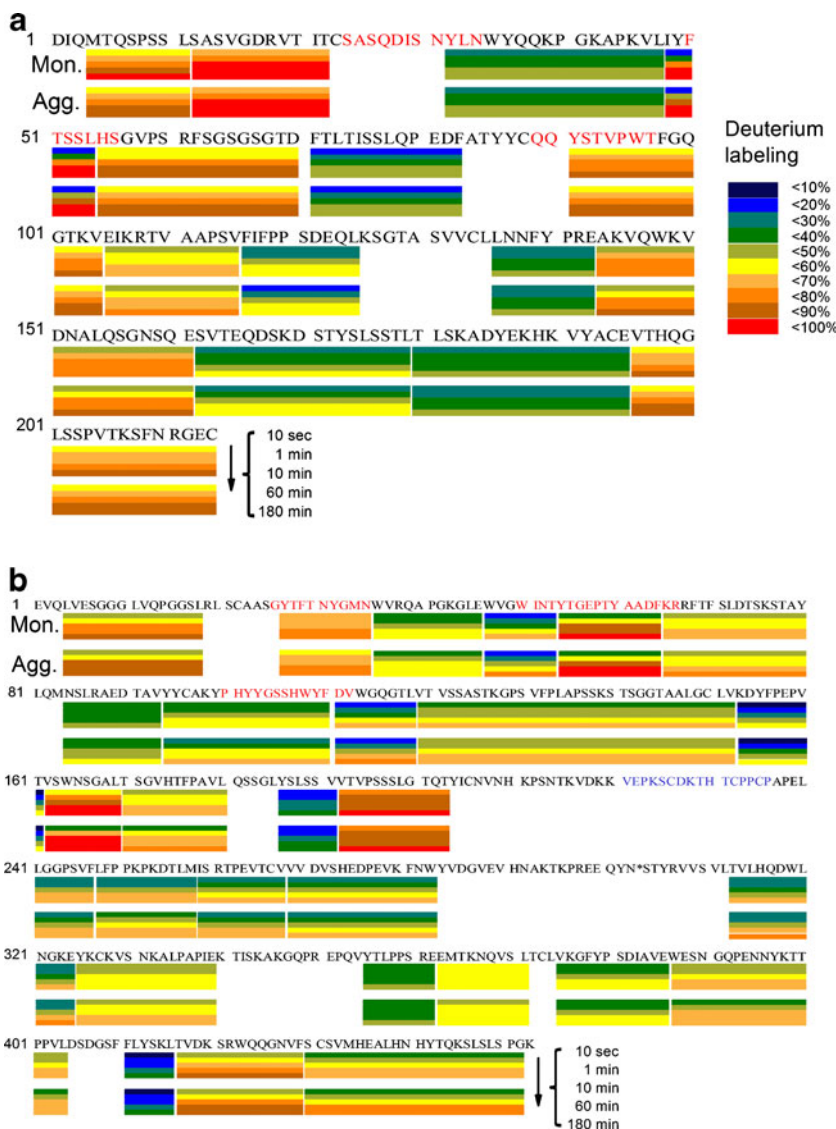 a
1 DIQMTQSPSS LSASVGDRVT ITCSASQDIS NYLNWYQQKP GKAPKVLIYF
Mon.
Agg.
51 TSSLHSGVPS RFSGSGSGTD FTLTISSLQP EDFATYYCQQ YSTVPWTFGQ
101 GTKVEIKRTV AAPSVFIFPP SDEQLKSGTA SVVCLLNNFY PREAKVQWKV
151 DNALQSGNSQ ESVTEQDSKD STYSLSSTLT LSKADYEKHK VYACEVTHQG
201 LSSPVTKSFN RGEC
10 sec
1 min
10 min
60 min
180 min
Deuterium
labeling
<10%
<20%
<30%
<40%
<50%
<60%
<70%
<80%
<90%
<100%
b
1 EVQLVESGGG LVQPGGSLRL SCAASGYTFT NYGMNWVRQA PGKGLEWVGW INTYTGEPTY AADFKRRFTF SLDTSKSTAY
Mon.
Agg.
81 LQMNSLRAED TAVYYCAKYP HYYGSSHWYF DVWGQGTLVT VSSASTKGPS VFPLAPSSKS TSGGTAALGC LVKDYFPEPV
161 TVSWNSGALT SGVHTFPAVL QSSGLYSLSS VVTVPSSSLG TQTYICNVNH KPSNTKVDKK VEPKSCDKTH TCPPCPAPEL
241 LGGPSVFLFP PKPKDTLMIS RTPEVTCVVV DVSHEDPEVK FNWYVDGVEV HNAKTKPREE QYN*STYRVVS VLTVLHQDWL
321 NGKEYKCKVS NKALPAPIEK TISKAKGQPR EPQVYTLPPS REEMTKNQVS LTCLVKGFYP SDIAVEWESN GQPENNYKTT
401 PPVLDSDGSF FLYSKLTVDK SRWQQGNVFS CSVMHEALHN HYTQKSLSLS PGK
10 sec
1 min
10 min
60 min
180 min